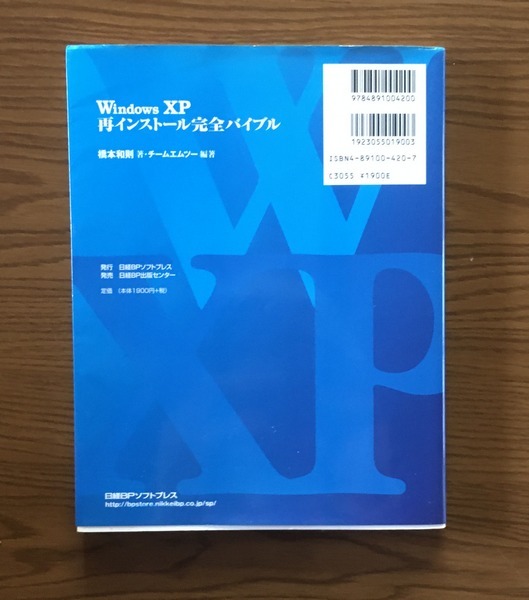 Windows XP
再インストール完全バイブル
橋本和則 著・チームエムツー 編著
発行 日経BPソフトプレス
発売 日経BP出版センター
定価 (本体1900円+税)
9784891004200
1923055019003
ISBN4-89100-420-7
C3055 ¥1900E
W
XP
日経BPソフトプレス
http://bpstore.nikkeibp.co.jp/sp/